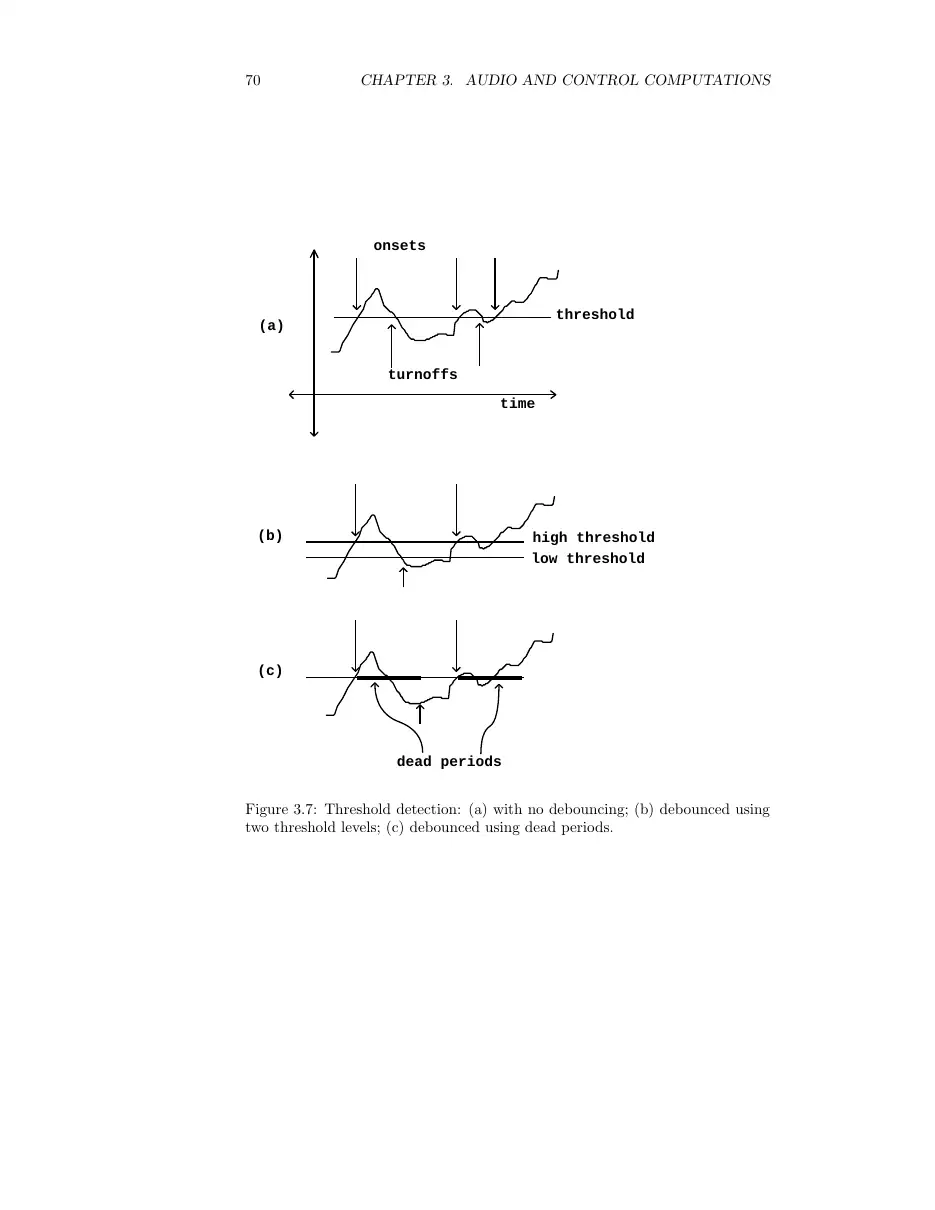 70 CHAPTER 3. AUDIO AND CONTROL COMPUTATIONS
onsets
threshold
(a)
turnoffs
time
(b)
high threshold
low threshold
(c)
dead periods
Figure 3.7: Threshold detection: (a) with no debouncing; (b) debounced using
two threshold levels; (c) debounced using dead periods.